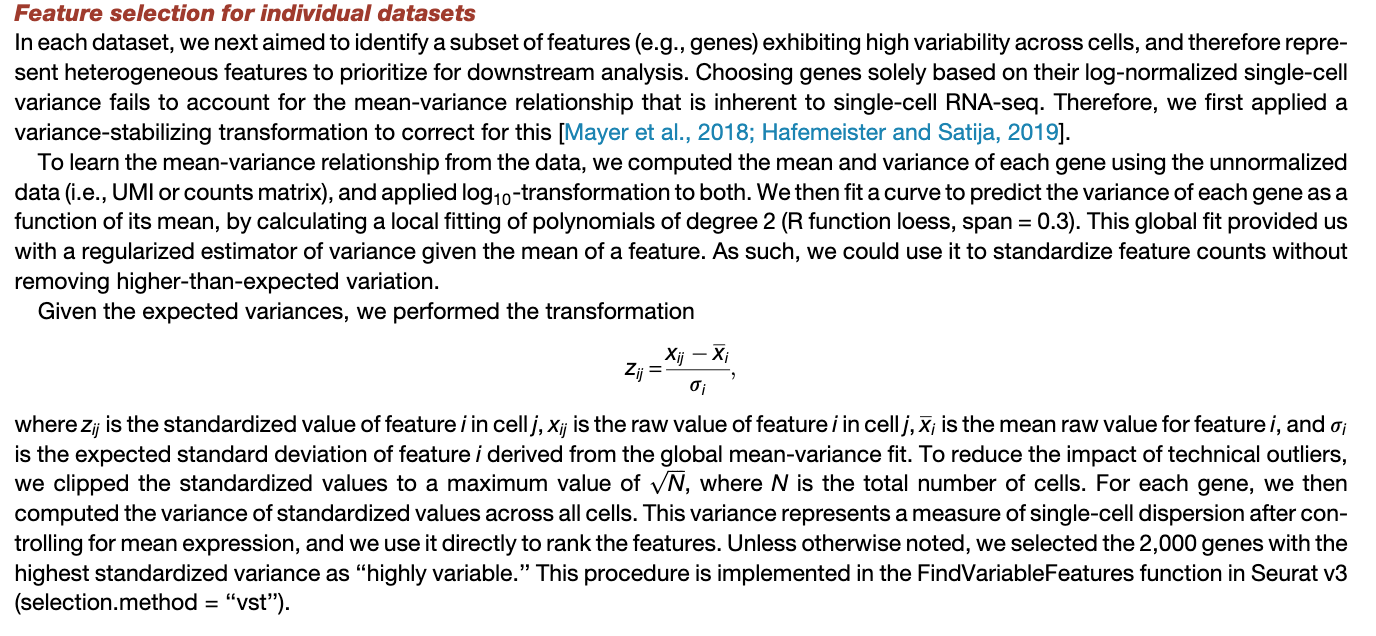 Feature selection for individual datasets
In each dataset, we next aimed to identify a subset of features (e.g., genes) exhibiting high variability across cells, and therefore repre-
sent heterogeneous features to prioritize for downstream analysis. Choosing genes solely based on their log-normalized single-cell
variance fails to account for the mean-variance relationship that is inherent to single-cell RNA-seq. Therefore, we first applied a
variance-stabilizing transformation to correct for this [Mayer et al., 2018; Hafemeister and Satija, 2019].
To learn the mean-variance relationship from the data, we computed the mean and variance of each gene using the unnormalized
data (i.e., UMI or counts matrix), and applied log₁₀-transformation to both. We then fit a curve to predict the variance of each gene as a
function of its mean, by calculating a local fitting of polynomials of degree 2 (R function loess, span = 0.3). This global fit provided us
with a regularized estimator of variance given the mean of a feature. As such, we could use it to standardize feature counts without
removing higher-than-expected variation.
Given the expected variances, we performed the transformation
z_{ij} = \frac{x_{ij} − \bar{x}_i}{σ_i},
where z_{ij} is the standardized value of feature i in cell j, x_{ij} is the raw value of feature i in cell j, \bar{x}_i is the mean raw value for feature i, and σ_i
is the expected standard deviation of feature i derived from the global mean-variance fit. To reduce the impact of technical outliers,
we clipped the standardized values to a maximum value of √N, where N is the total number of cells. For each gene, we then
computed the variance of standardized values across all cells. This variance represents a measure of single-cell dispersion after con-
trolling for mean expression, and we use it directly to rank the features. Unless otherwise noted, we selected the 2,000 genes with the
highest standardized variance as “highly variable.” This procedure is implemented in the FindVariableFeatures function in Seurat v3
(selection.method = “vst”).